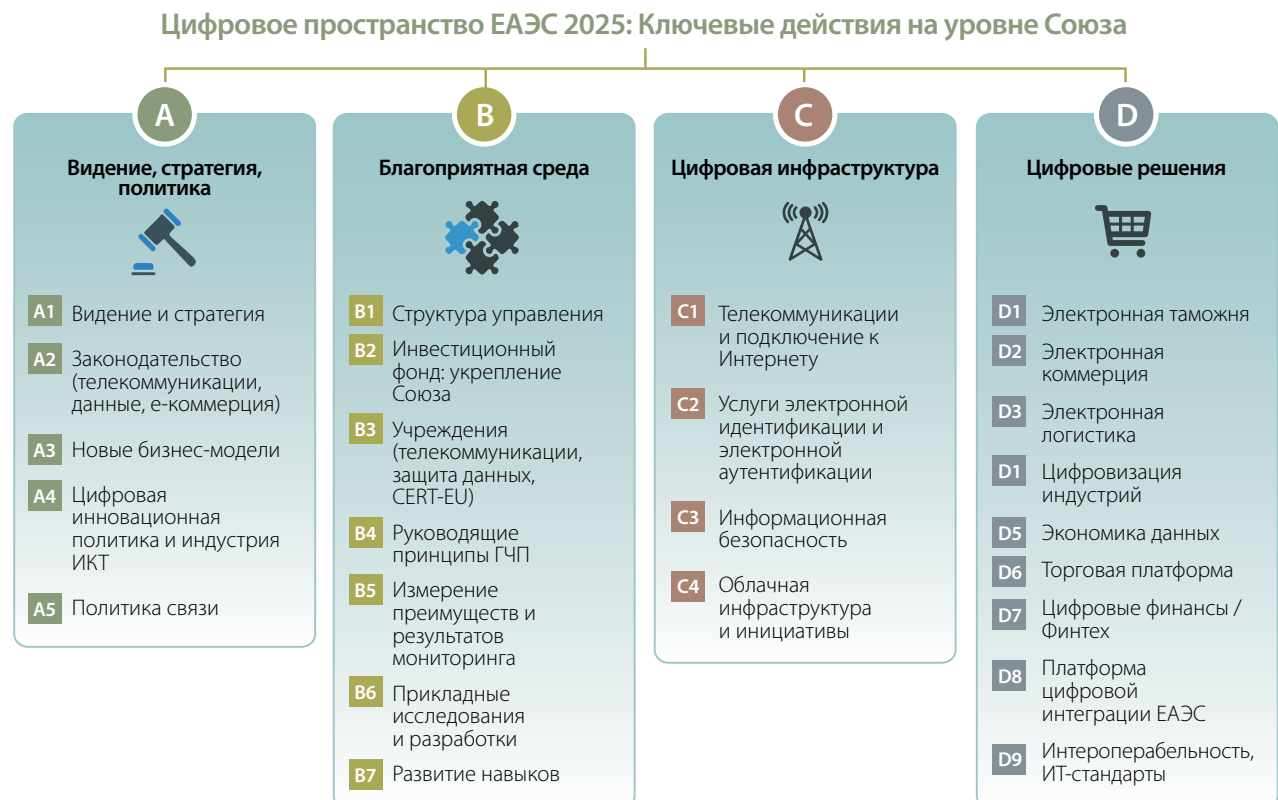 Цифровое пространство ЕАЭС 2025: Ключевые действия на уровне Союза
A
Видение, стратегия,
политика
A1 Видение и стратегия
A2 Законодательство
(телекоммуникации,
данные, е-коммерция)
A3 Новые бизнес-модели
A4 Цифровая
инновационная
политика и индустрия
ИКТ
A5 Политика связи
B
Благоприятная среда
B1 Структура управления
B2 Инвестиционный
фонд: укрепление
Союза
B3 Учреждения
(телекоммуникации,
защита данных,
CERT-EU)
B4 Руководящие
принципы ГЧП
B5 Измерение
преимуществ и
результатов
мониторинга
B6 Прикладные
исследования
и разработки
B7 Развитие навыков
C
Цифровая инфраструктура
C1 Телекоммуникации
и подключение к
Интернету
C2 Услуги электронной
идентификации и
электронной
аутентификации
C3 Информационная
безопасность
C4 Облачная
инфраструктура
и инициативы
D
Цифровые решения
D1 Электронная таможня
D2 Электронная
коммерция
D3 Электронная
логистика
D1 Цифровизация
индустрий
D5 Экономика данных
D6 Торговая платформа
D7 Цифровые финансы /
Финтех
D8 Платформа
цифровой
интеграции ЕАЭС
D9 Интероперабельность,
ИТ-стандарты